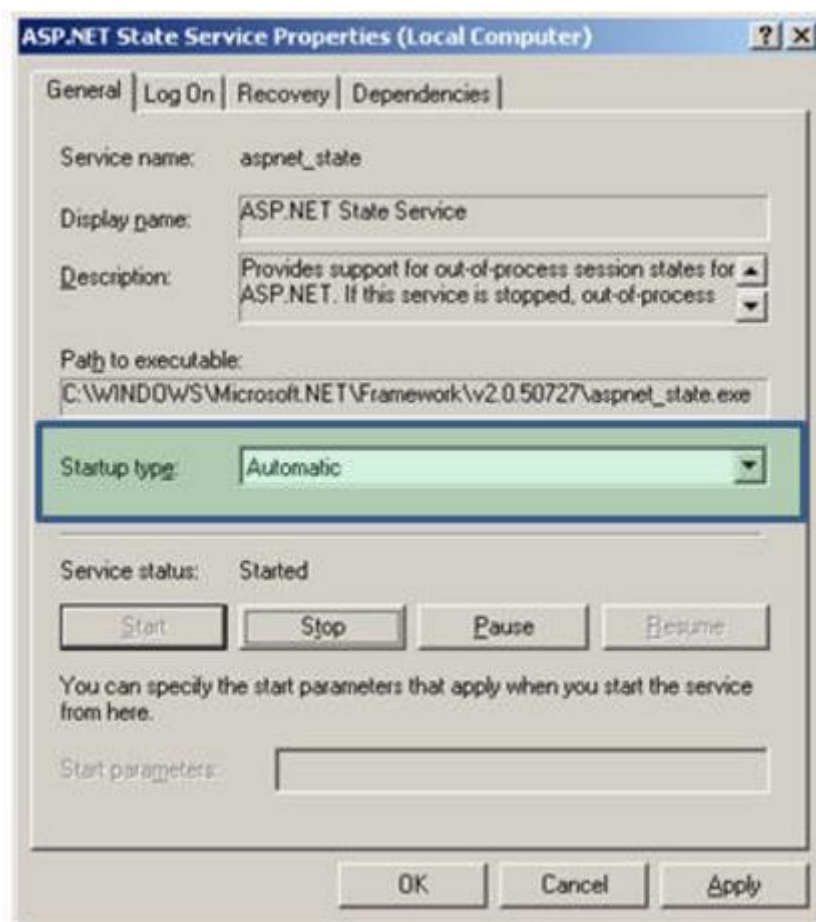 ASP.NET State Service Properties (Local Computer)
General Log On Recovery Dependencies
Service name: aspnet_state
Display name: ASP.NET State Service
Description: Provides support for out-of-process session states for
ASP.NET. If this service is stopped, out-of-process
Path to executable:
C:\WINDOWS\Microsoft.NET\Framework\v2.0.50727\aspnet_state.exe
Startup type: Automatic
Service status: Started
Start Stop Pause Resume
You can specify the start parameters that apply when you start the service
from here.
Start parameters:
OK Cancel Apply